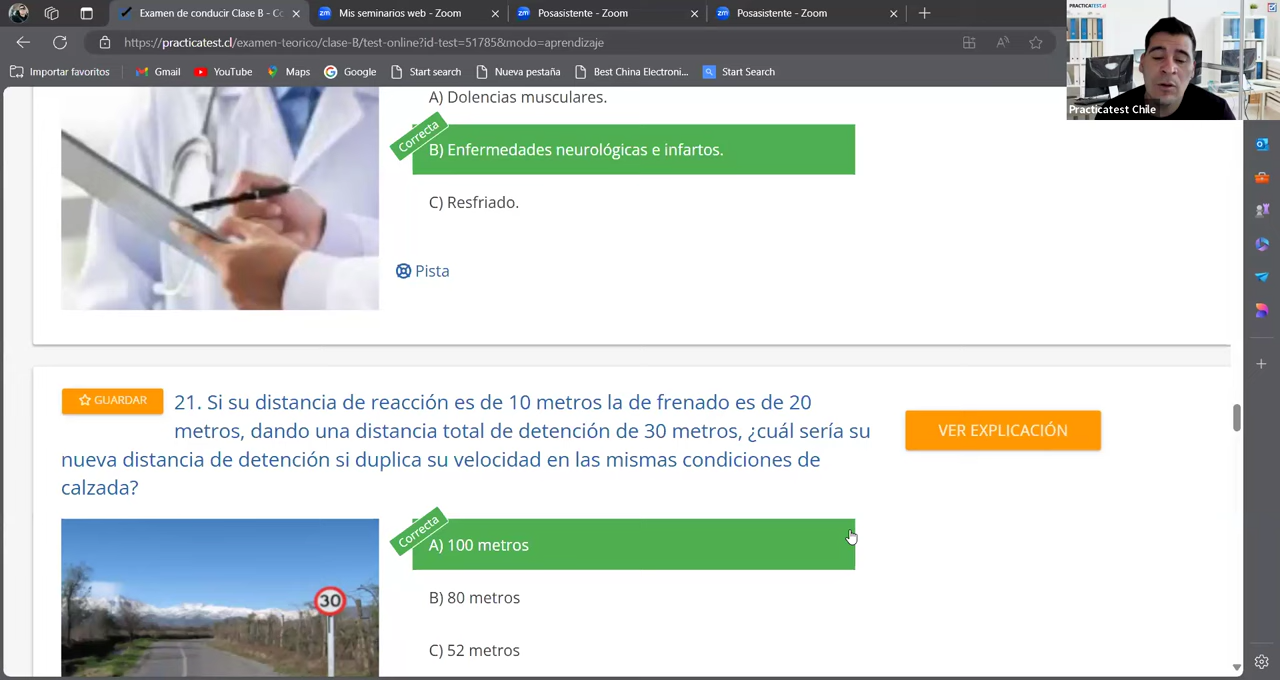 Examen de conducir Clase B - Co
Mis seminarios web - Zoom
Posasistente - Zoom
Posasistente - Zoom
https://practicatest.cl/examen-teorico/clase-B/test-online?id-test=51785&modo=aprendizaje
Importar favoritos
Gmail
YouTube
Maps
Google
Start search
Nueva pestaña
Best China Electroni...
Start Search
PRACTICATEST.cl
Practicatest Chile
A) Dolencias musculares.
Correcta
B) Enfermedades neurológicas e infartos.
C) Resfriado.
Pista
GUARDAR
21. Si su distancia de reacción es de 10 metros la de frenado es de 20
metros, dando una distancia total de detención de 30 metros, ¿cuál sería su
nueva distancia de detención si duplica su velocidad en las mismas condiciones de
calzada?
VER EXPLICACIÓN
Correcta
A) 100 metros
B) 80 metros
C) 52 metros
30